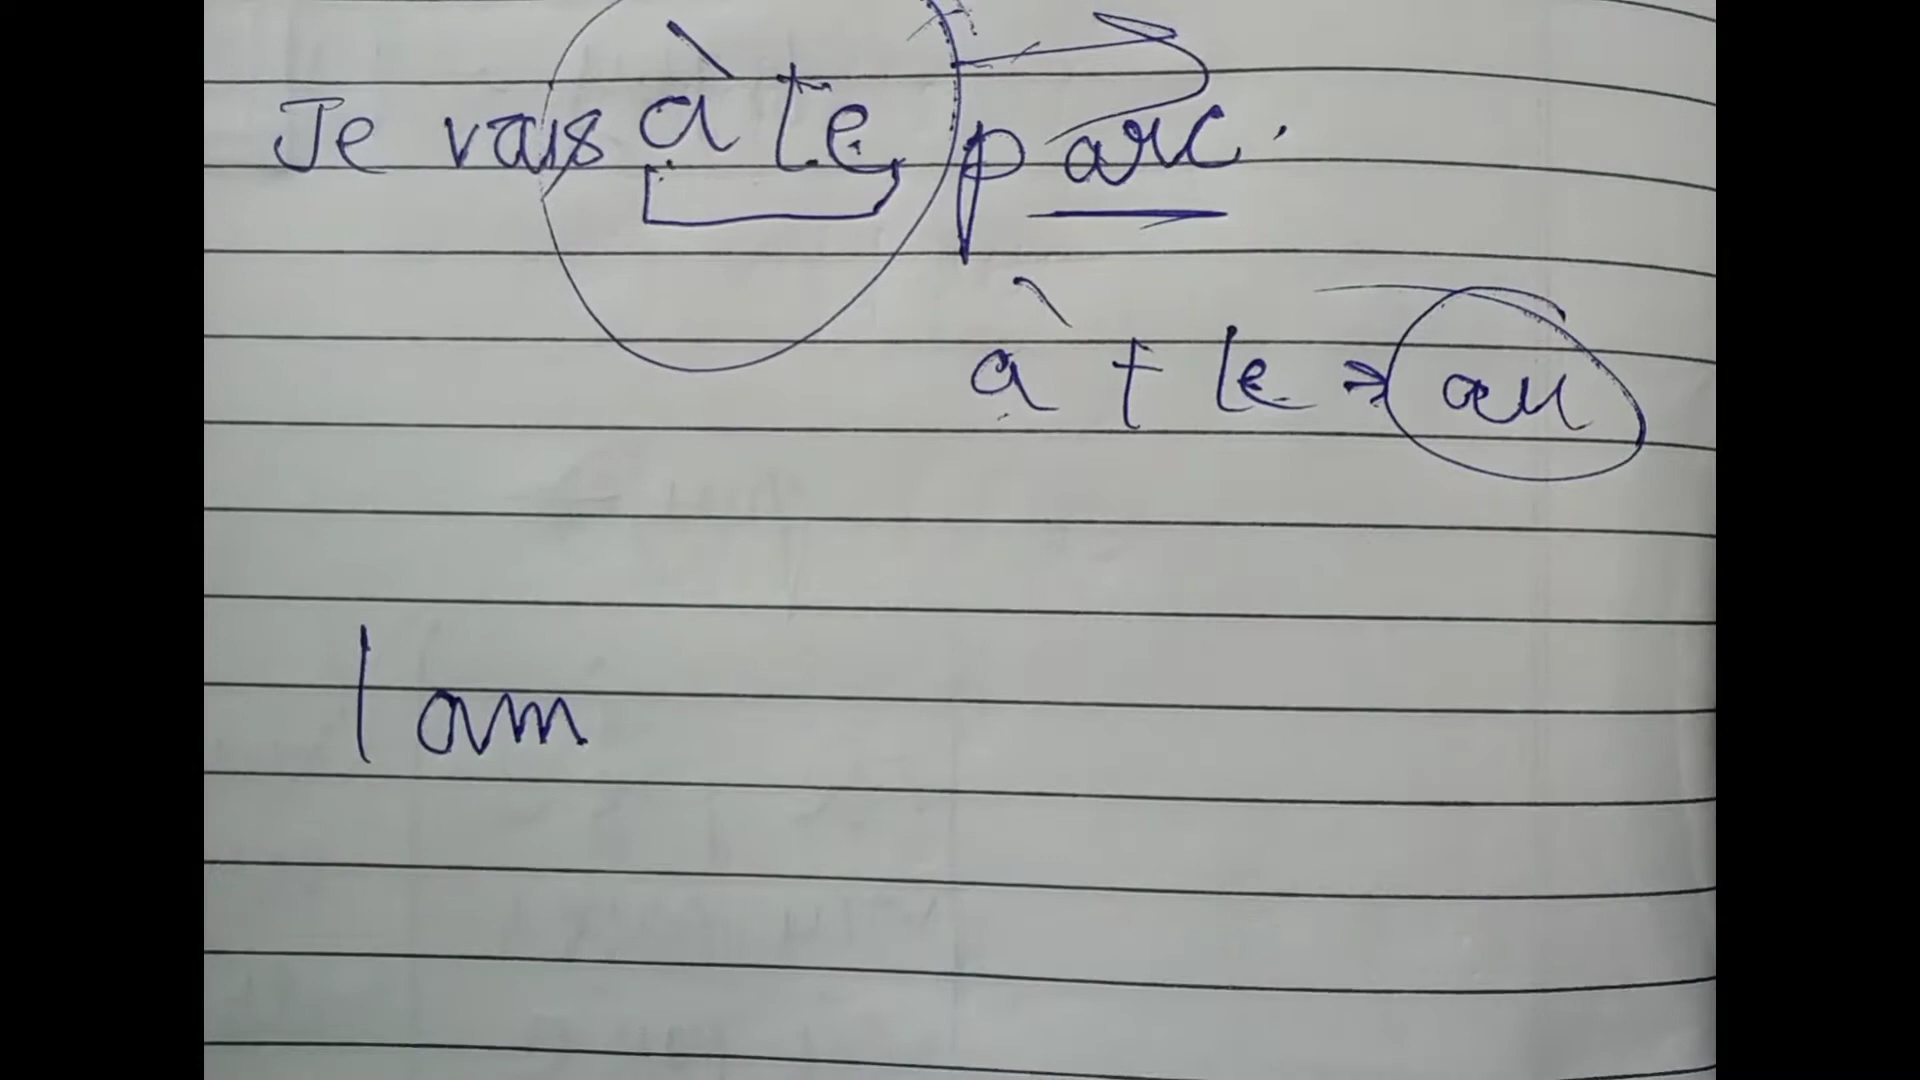 Je vais à le parc.
à + le ⇒ au
I am